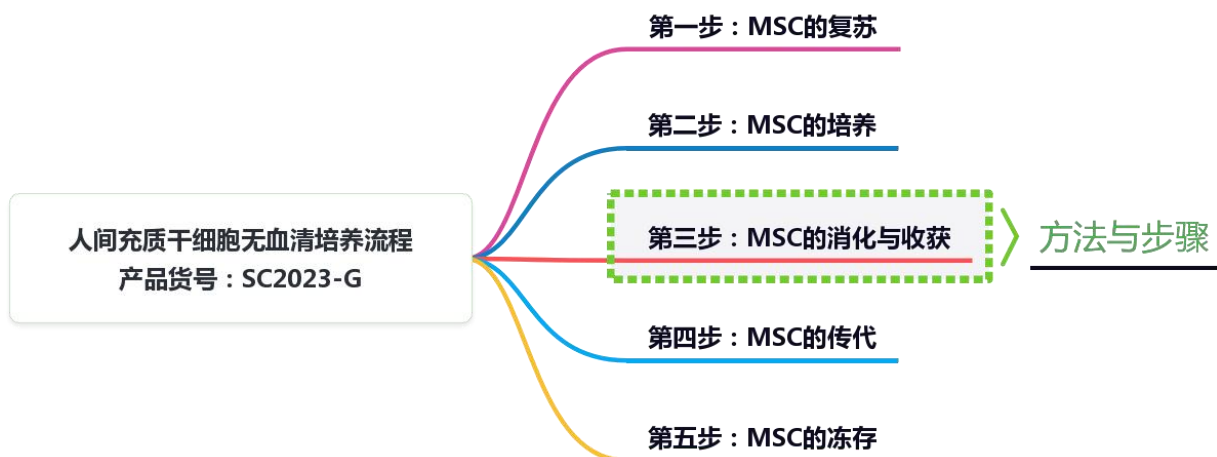 第一步：MSC的复苏
第二步：MSC的培养
人间充质干细胞无血清培养流程
产品货号：SC2023-G
第三步：MSC的消化与收获
方法与步骤
第四步：MSC的传代
第五步：MSC的冻存